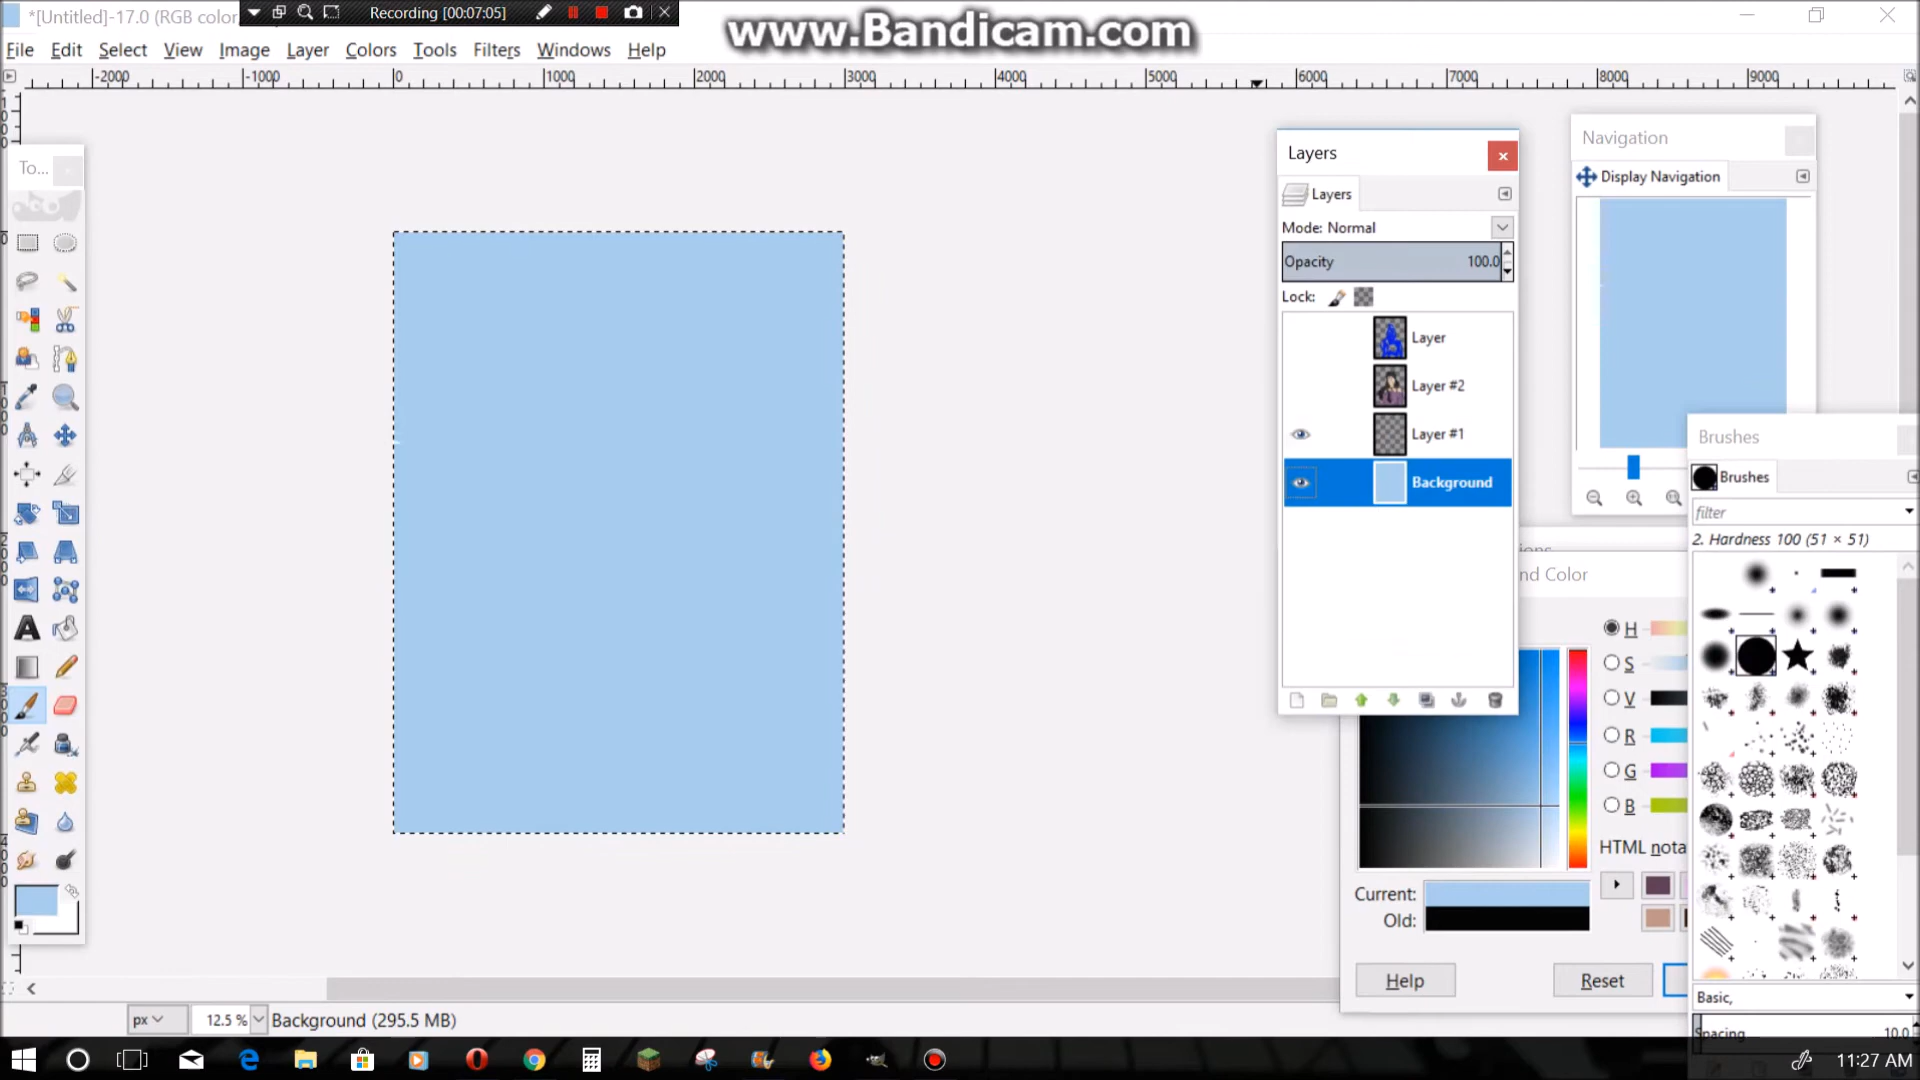 *[Untitled]-17.0 (RGB color,
Recording [00:07:05]
www.Bandicam.com
File Edit Select View Image Layer Colors Tools Filters Windows Help
-2000 -1000 0 1000 2000 3000 4000 5000 6000 7000 8000 9000
To...
Layers
Layers
Mode: Normal
Opacity 100.0
Lock:
Layer
Layer #2
Layer #1
Background
Navigation
Display Navigation
Brushes
Brushes
filter
2. Hardness 100 (51 × 51)
ions
nd Color
H
S
V
R
G
B
HTML nota
Current:
Old:
Help
Reset
Basic,
Spacing 10.0
px 12.5 % Background (295.5 MB)
11:27 AM